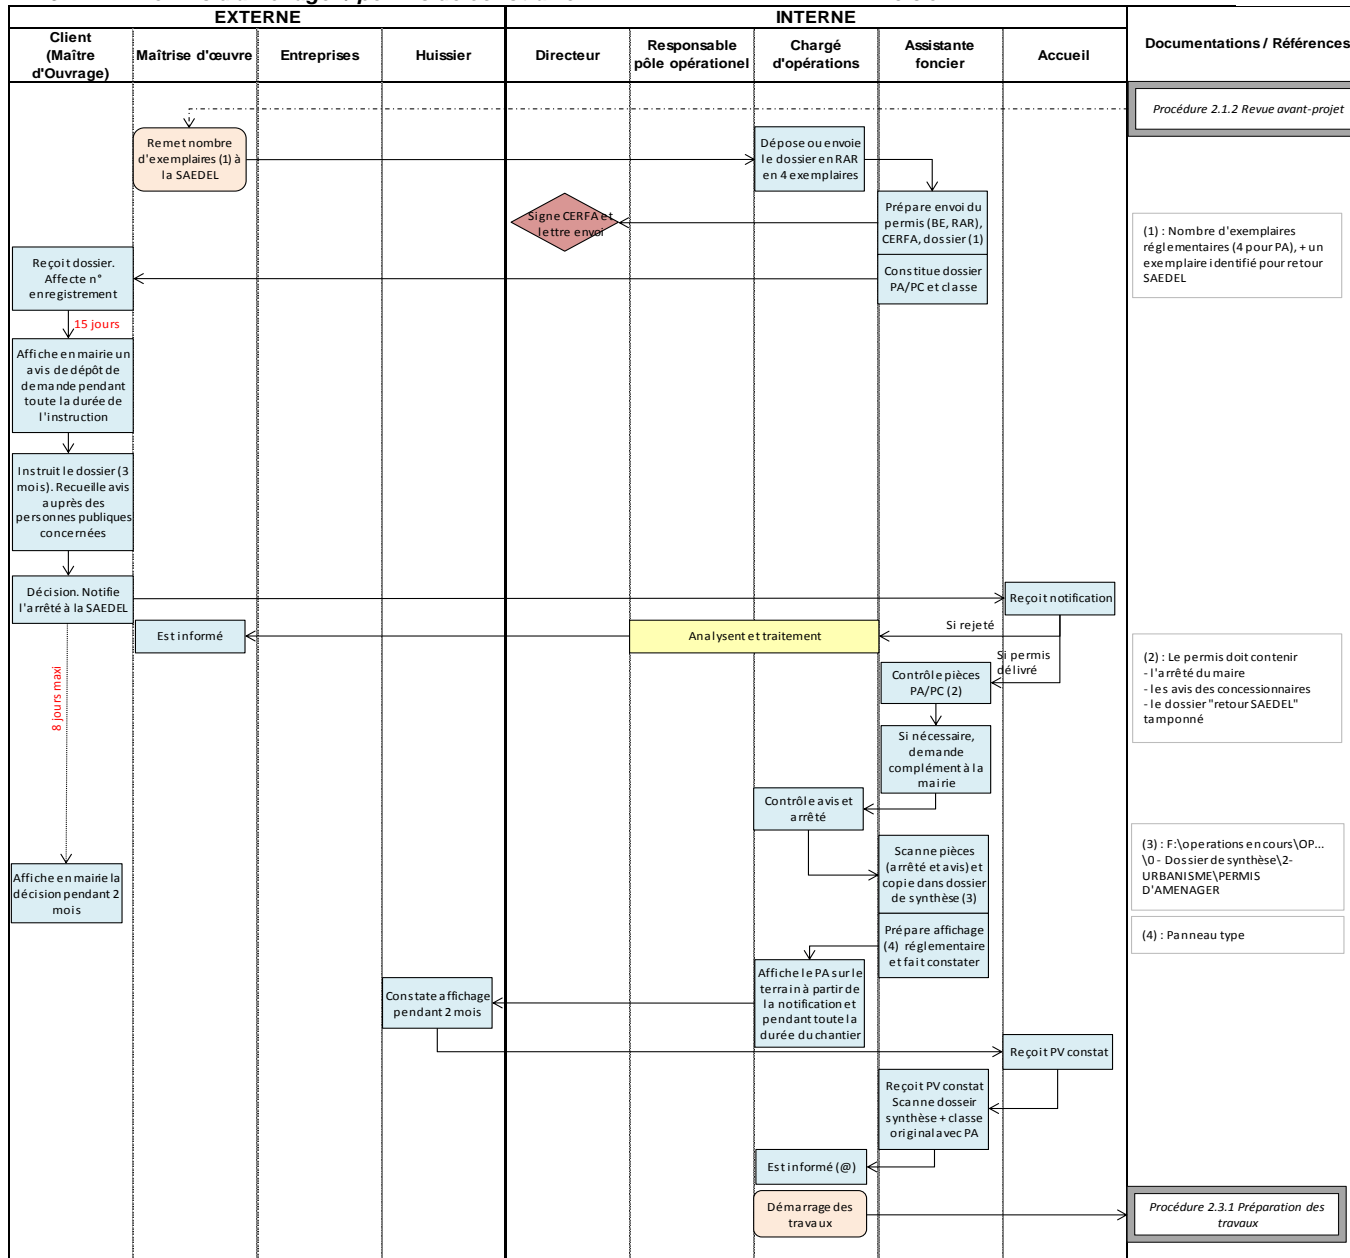 EXTERNE
INTERNE
Client
(Maître
d'Ouvrage)
Maîtrise d'œuvre
Entreprises
Huissier
Directeur
Responsable
pôle opérationel
Chargé
d'opérations
Assistante
foncier
Accueil
Documentations / Références
Procédure 2.1.2 Revue avant-projet
Remet nombre
d'exemplaires (1) à
la SAEDEL
Dépose ou envoie
le dossier en RAR
en 4 exemplaires
Signe CERFA et
lettre envoi
Prépare envoi du
permis (BE, RAR),
CERFA, dossier (1)
(1) : Nombre d'exemplaires
réglementaires (4 pour PA), + un
exemplaire identifié pour retour
SAEDEL
Reçoit dossier.
Affecte n°
enregistrement
Constitue dossier
PA/PC et classe
15 jours
Affiche en mairie un
avis de dépôt de
demande pendant
toute la durée de
l'instruction
Instruit le dossier (3
mois). Recueille avis
auprès des
personnes publiques
concernées
Décision. Notifie
l'arrêté à la SAEDEL
Reçoit notification
Si rejeté
Est informé
Analysent et traitement
Si permis
délivré
8 jours maxi
Contrôle pièces
PA/PC (2)
(2) : Le permis doit contenir
- l'arrêté du maire
- les avis des concessionnaires
- le dossier "retour SAEDEL"
tamponné
Si nécessaire,
demande
complément à la
mairie
Contrôle avis et
arrêté
Scanne pièces
(arrêté et avis) et
copie dans dossier
de synthèse (3)
(3) : F:\operations en cours\OP...
\0 - Dossier de synthèse\2-
URBANISME\PERMIS
D'AMENAGER
Affiche en mairie la
décision pendant 2
mois
Prépare affichage
(4) réglementaire
et fait constater
(4) : Panneau type
Affiche le PA sur le
terrain à partir de
la notification et
pendant toute la
durée du chantier
Constate affichage
pendant 2 mois
Reçoit PV constat
Reçoit PV constat
Scanne dosseir
synthèse + classe
original avec PA
Est informé (@)
Démarrage des
travaux
Procédure 2.3.1 Préparation des
travaux